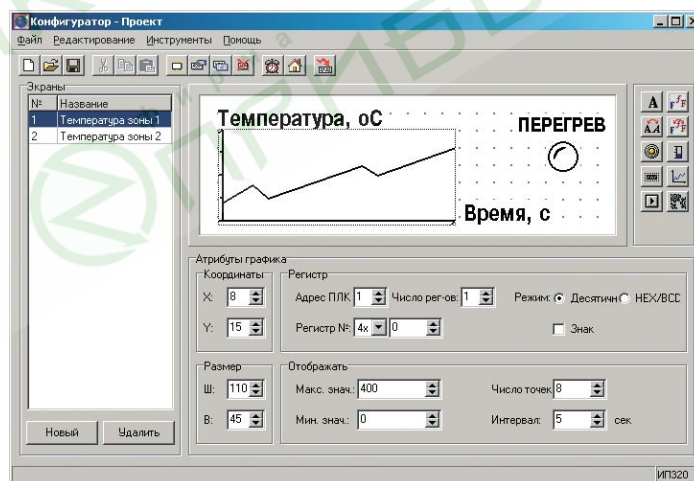 Конфигуратор - Проект
Файл Редактирование Инструменты Помощь
Экраны
№ Название
1 Температура зоны 1
2 Температура зоны 2
Новый Удалить
Температура, оС
ПЕРЕГРЕВ
Время, с
Атрибуты графика
Координаты
X: 8
Y: 15
Регистр
Адрес ПЛК 1 Число рег-ов: 1 Режим: Десятичн HEX/BCC
Регистр №: 4x 0 Знак
Размер
Ш: 110
В: 45
Отображать
Макс. знач.: 400 Число точек 8
Мин. знач.: 0 Интервал: 5 сек
ИП320